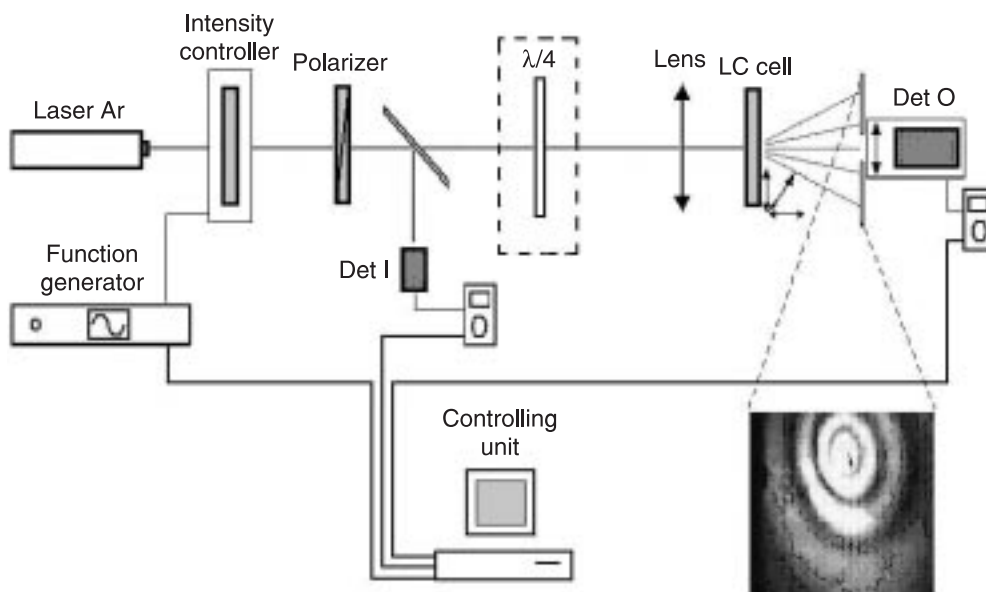 Intensity
controller
Polarizer
λ/4
Lens
LC cell
Laser Ar
Det O
Function
generator
Det I
Controlling
unit